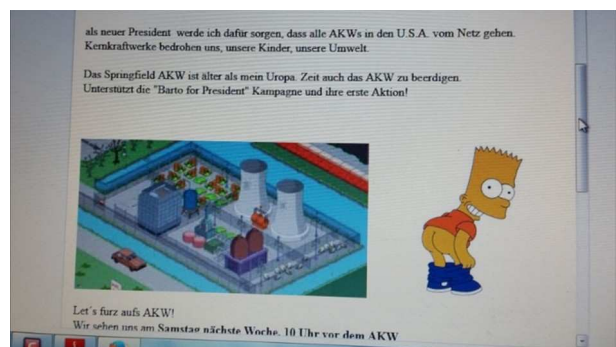 als neuer President werde ich dafür sorgen, dass alle AKWs in den U.S.A. vom Netz gehen.
Kernkraftwerke bedrohen uns, unsere Kinder, unsere Umwelt.
Das Springfield AKW ist älter als mein Uropa. Zeit auch das AKW zu beerdigen.
Unterstützt die "Barto for President" Kampagne und ihre erste Aktion!
Let´s furz aufs AKW!
Wir sehen uns am Samstag nächste Woche, 10 Uhr vor dem AKW